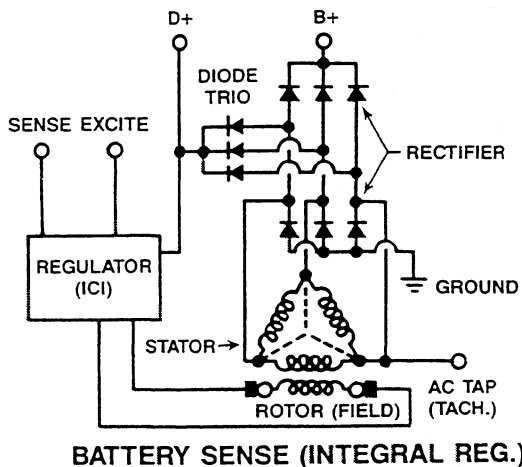 D+
B+
DIODE
TRIO
SENSE EXCITE
RECTIFIER
REGULATOR
(ICI)
GROUND
STATOR
AC TAP
(TACH.)
ROTOR (FIELD)
BATTERY SENSE (INTEGRAL REG.)